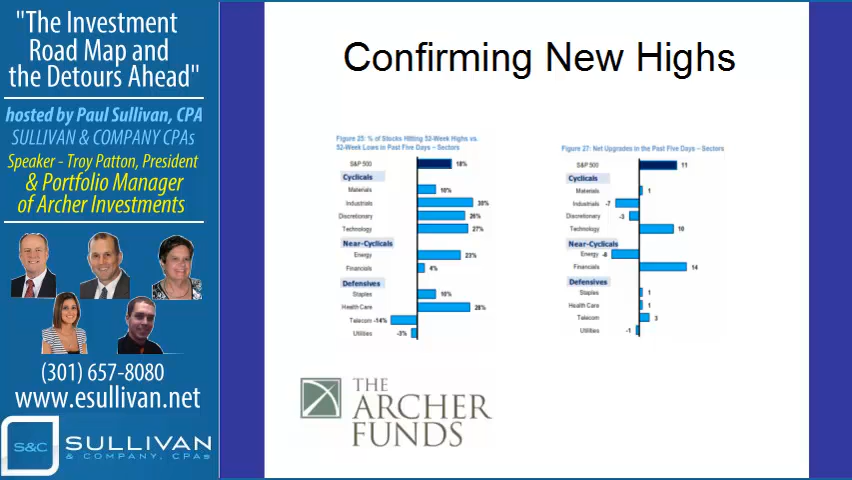 "The Investment
Road Map and
the Detours Ahead"
hosted by Paul Sullivan, CPA
SULLIVAN & COMPANY CPAs
Speaker - Troy Patton, President
& Portfolio Manager
of Archer Investments
(301) 657-8080
www.esullivan.net
S&C
SULLIVAN
& COMPANY, CPAs
Confirming New Highs
Figure 25: % of Stocks Hitting 52-Week Highs vs.
52-Week Lows in Past Five Days – Sectors
S&P 500 18%
Cyclicals
Materials 10%
Industrials 30%
Discretionary 26%
Technology 27%
Near-Cyclicals
Energy 23%
Financials 4%
Defensives
Staples 10%
Health Care 28%
Telecom -14%
Utilities -3%
Figure 27: Net Upgrades in the Past Five Days – Sectors
S&P 500 11
Cyclicals
Materials 1
Industrials -7
Discretionary -3
Technology 10
Near-Cyclicals
Energy -8
Financials 14
Defensives
Staples 1
Health Care 1
Telecom 3
Utilities -1
THE
ARCHER
FUNDS